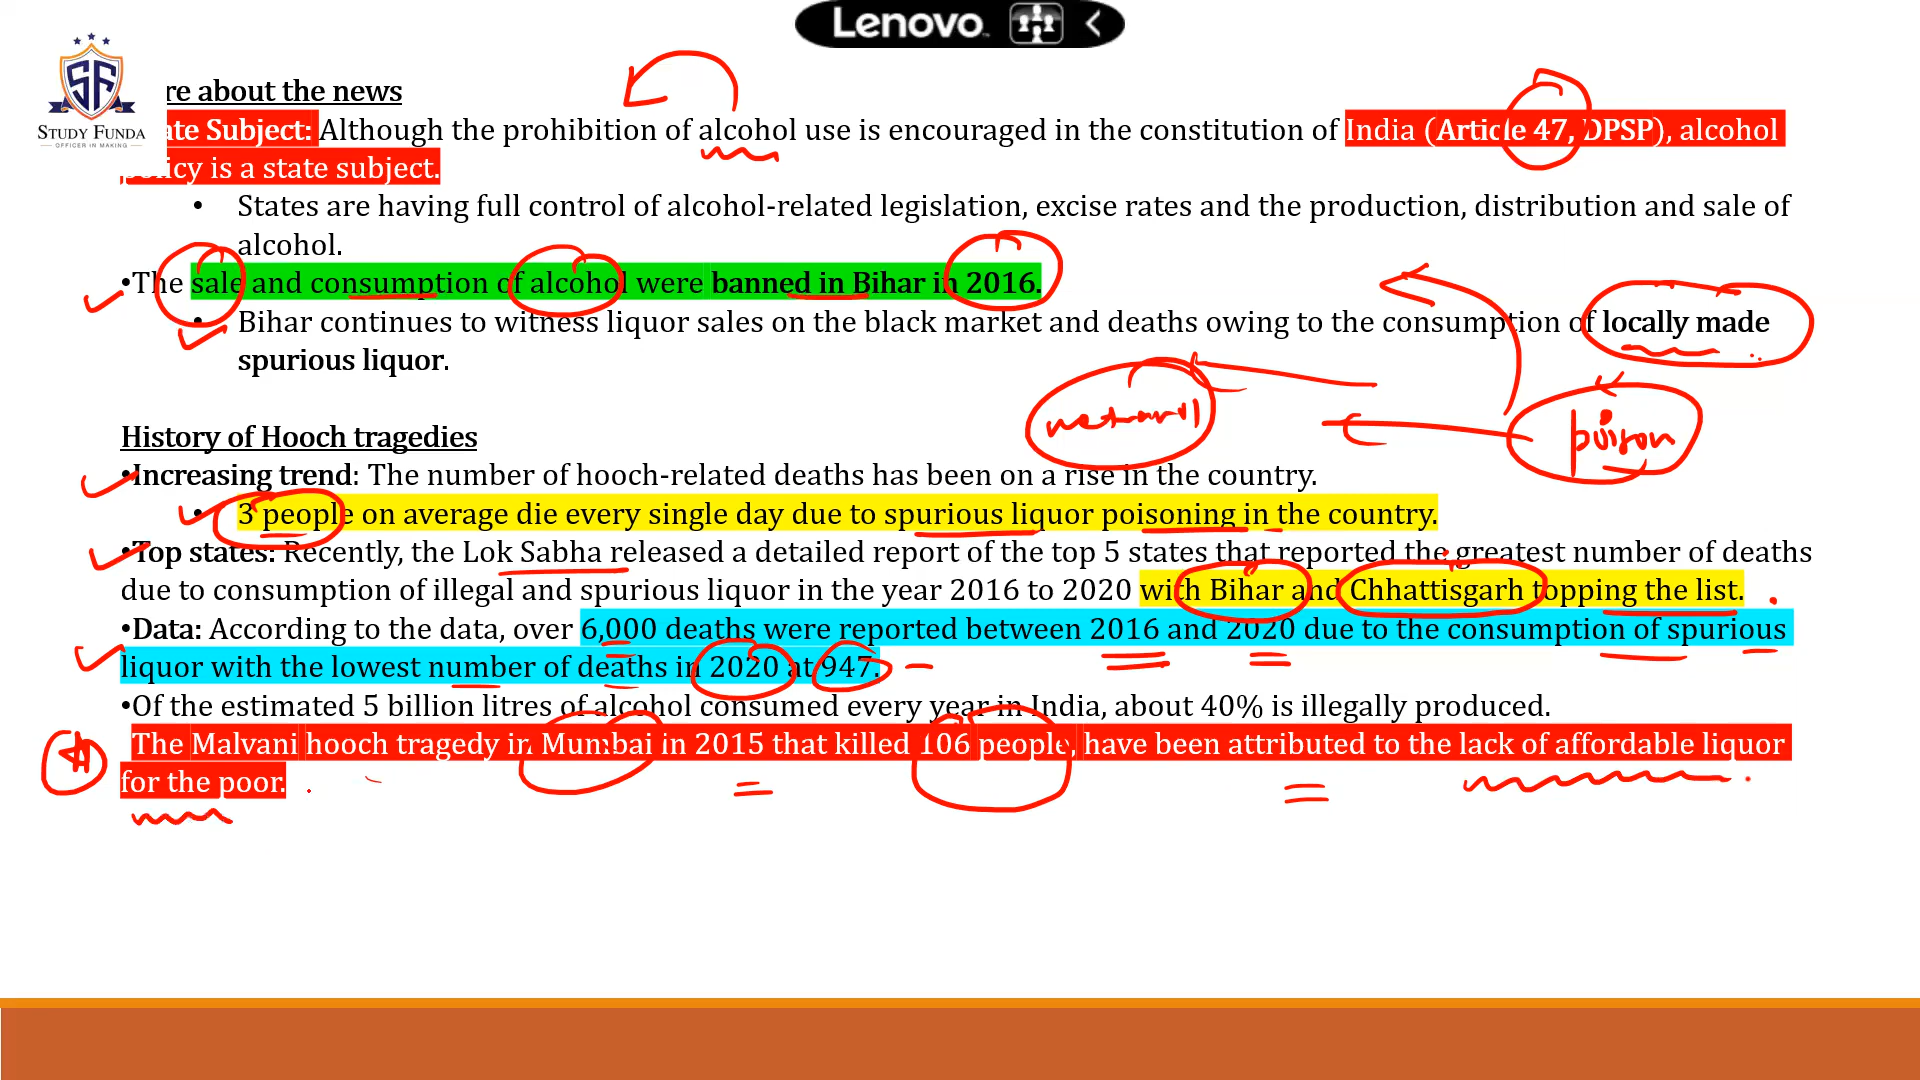 Lenovo
SF
STUDY FUNDA
OFFICER IN MAKING
re about the news
ate Subject: Although the prohibition of alcohol use is encouraged in the constitution of India (Article 47, DPSP), alcohol
policy is a state subject.
• States are having full control of alcohol-related legislation, excise rates and the production, distribution and sale of
alcohol.
•The sale and consumption of alcohol were banned in Bihar in 2016.
• Bihar continues to witness liquor sales on the black market and deaths owing to the consumption of locally made
spurious liquor.
poison
History of Hooch tragedies
•Increasing trend: The number of hooch-related deaths has been on a rise in the country.
• 3 people on average die every single day due to spurious liquor poisoning in the country.
•Top states: Recently, the Lok Sabha released a detailed report of the top 5 states that reported the greatest number of deaths
due to consumption of illegal and spurious liquor in the year 2016 to 2020 with Bihar and Chhattisgarh topping the list.
•Data: According to the data, over 6,000 deaths were reported between 2016 and 2020 due to the consumption of spurious
liquor with the lowest number of deaths in 2020 at 947.
•Of the estimated 5 billion litres of alcohol consumed every year in India, about 40% is illegally produced.
The Malvani hooch tragedy in Mumbai in 2015 that killed 106 people, have been attributed to the lack of affordable liquor
for the poor.